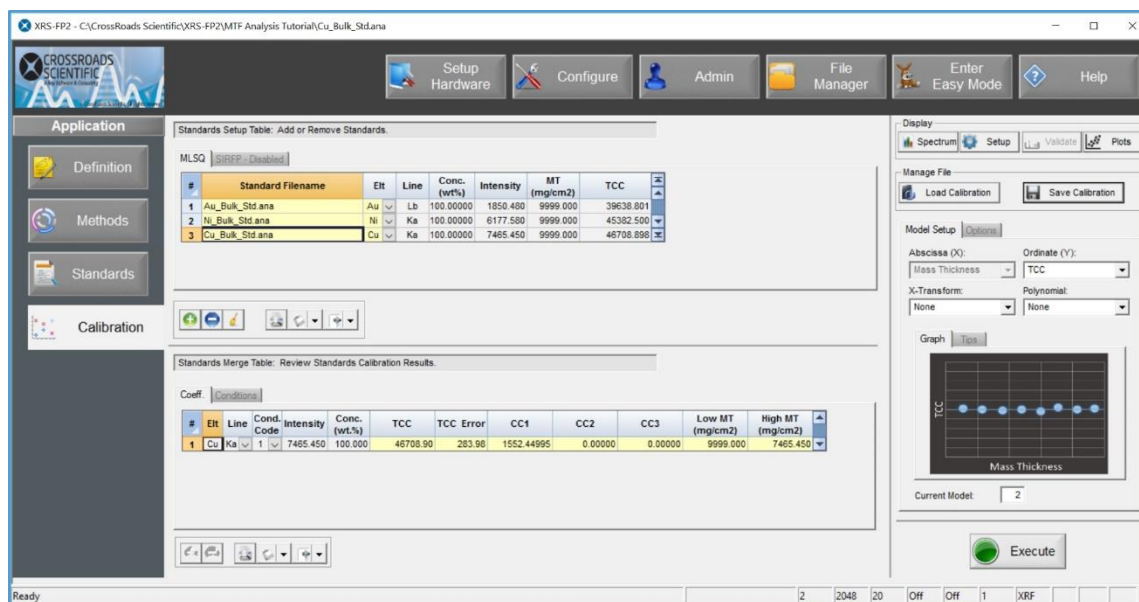 XRS-FP2 - C:\CrossRoads Scientific\XRS-FP2\MTF Analysis Tutorial\Cu_Bulk_Std.ana
CROSSROADS
SCIENTIFIC
Setup Hardware
Configure
Admin
File Manager
Enter Easy Mode
Help
Application
Definition
Methods
Standards
Calibration
Standards Setup Table: Add or Remove Standards.
MLSQ SIRFP - Disabled
# Standard Filename Elt Line Conc. (wt%) Intensity MT (mg/cm2) TCC
1 Au_Bulk_Std.ana Au Lb 100.00000 1850.480 9999.000 39638.801
2 Ni_Bulk_Std.ana Ni Ka 100.00000 6177.580 9999.000 45382.500
3 Cu_Bulk_Std.ana Cu Ka 100.00000 7465.450 9999.000 46708.898
Standards Merge Table: Review Standards Calibration Results.
Coeff. Conditions
# Elt Line Cond. Code Intensity Conc. (wt.%) TCC TCC Error CC1 CC2 CC3 Low MT (mg/cm2) High MT (mg/cm2)
1 Cu Ka 1 7465.450 100.000 46708.90 283.98 1552.44995 0.00000 0.00000 9999.000 7465.450
Display
Spectrum Setup Validate Plots
Manage File
Load Calibration Save Calibration
Model Setup Options
Abscissa (X): Ordinate (Y):
Mass Thickness TCC
X-Transform: Polynomial:
None None
Graph Tips
TCC
Mass Thickness
Current Model: 2
Execute
Ready 2 2048 20 Off Off 1 XRF